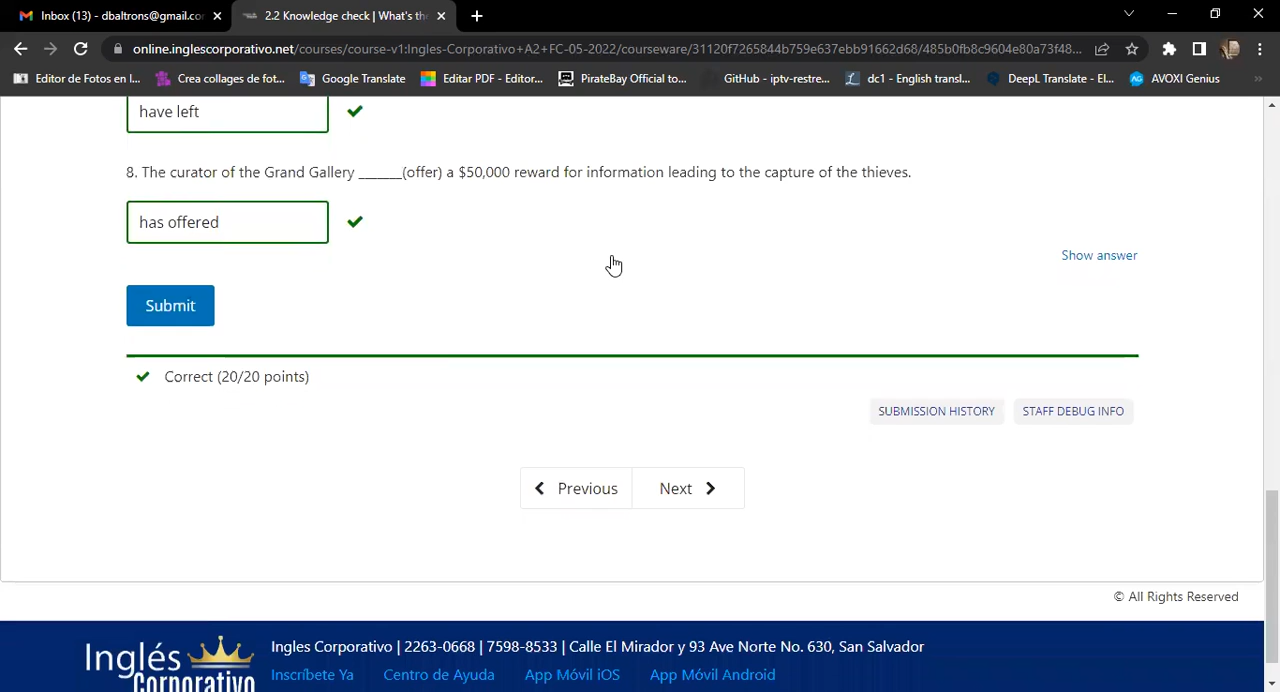 Inbox (13) - dbaltrons@gmail.co
2.2 Knowledge check | What's the
online.inglescorporativo.net/courses/course-v1:Ingles-Corporativo+A2+FC-05-2022/courseware/31120f7265844b759e637ebb91662d68/485b0fb8c9604e80a73f48...
Editor de Fotos en l...
Crea collages de fot...
Google Translate
Editar PDF - Editor...
PirateBay Official to...
GitHub - iptv-restre...
dc1 - English transl...
DeepL Translate - El...
AVOXI Genius
»
have left
8. The curator of the Grand Gallery ______(offer) a $50,000 reward for information leading to the capture of the thieves.
has offered
Show answer
Submit
Correct (20/20 points)
SUBMISSION HISTORY
STAFF DEBUG INFO
Previous
Next
© All Rights Reserved
Inglés
Corporativo
Ingles Corporativo | 2263-0668 | 7598-8533 | Calle El Mirador y 93 Ave Norte No. 630, San Salvador
Inscríbete Ya
Centro de Ayuda
App Móvil iOS
App Móvil Android